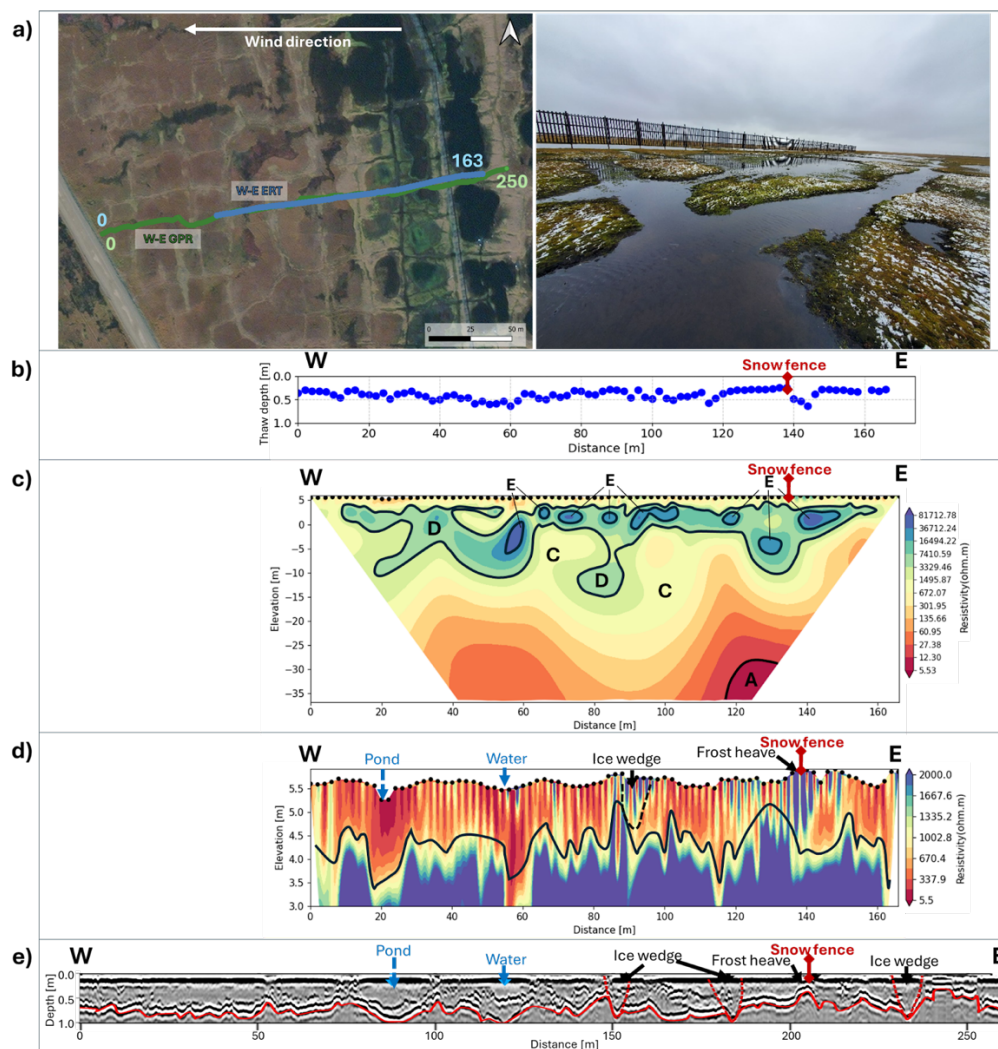 a)
Wind direction
163
250
W-E ERT
0
0
W-E GPR
0 25 50 m
b)
W
Snow fence
E
Thaw depth [m]
0.0
0.5
1.0
0 20 40 60 80 100 120 140 160
Distance [m]
c)
W
Snow fence
E
E E E E
D C D C A
Elevation [m]
5
0
-5
-10
-15
-20
-25
-30
-35
0 20 40 60 80 100 120 140 160
Distance [m]
81712.78
36712.24
16494.22
7410.59
3329.46
1495.87
672.07
301.95
135.66
60.95
27.38
12.30
5.53
Resistivity(ohm.m)
d)
W
Pond
Water
Ice wedge
Frost heave
Snow fence
E
Elevation [m]
5.5
5.0
4.5
4.0
3.5
3.0
0 20 40 60 80 100 120 140 160
Distance [m]
2000.0
1667.6
1335.2
1002.8
670.4
337.9
5.5
Resistivity(ohm.m)
e)
W
Pond
Water
Ice wedge
Frost heave
Snow fence
Ice wedge
E
Depth [m]
0.0
0.5
1.0
0 50 100 150 200 250
Distance [m]